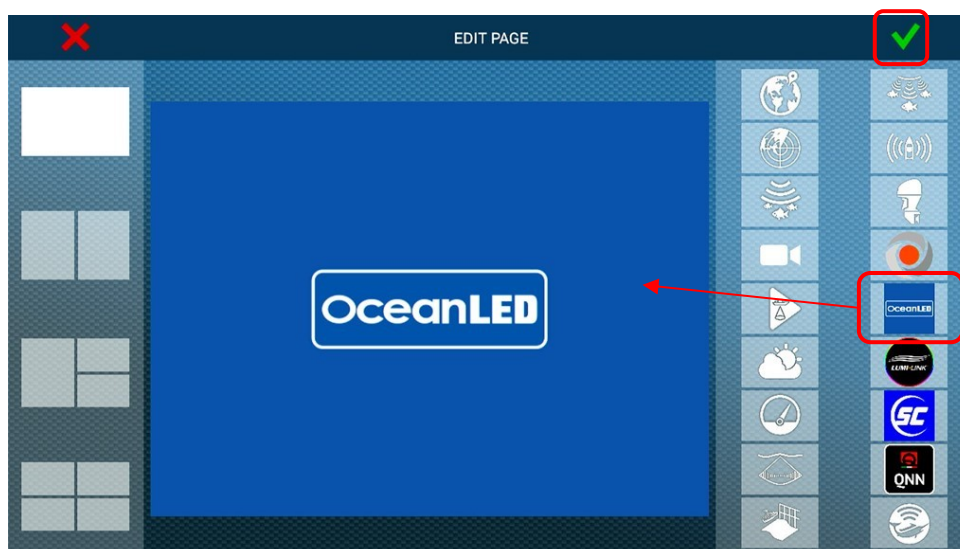 EDIT PAGE
OceanLED
OceanLED
LUMI-LINK
SC
QNN